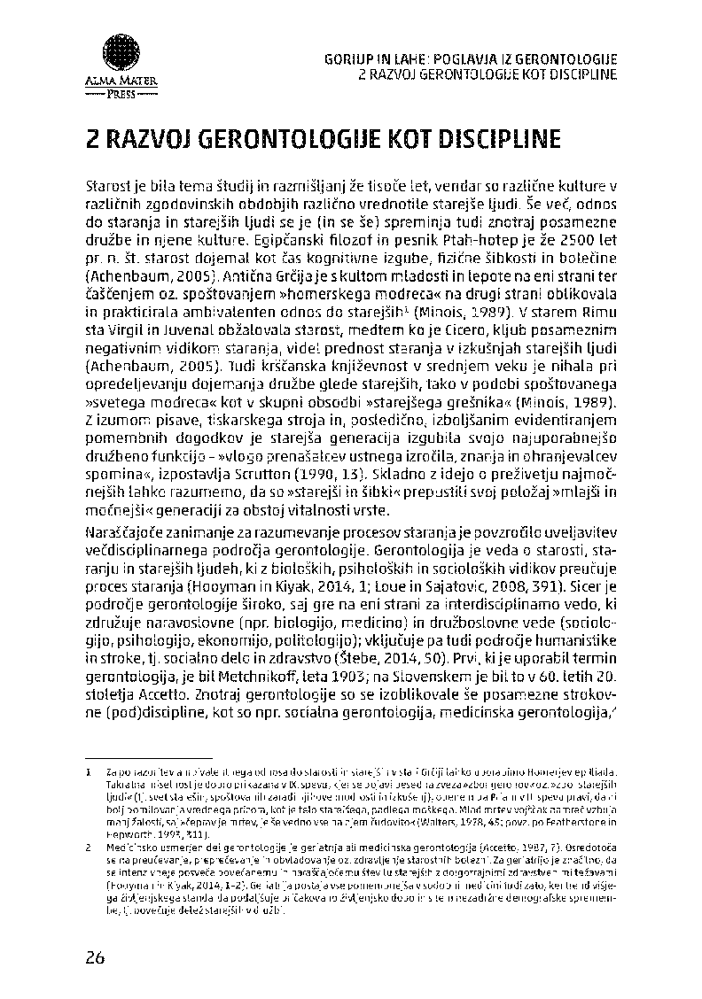 ALMA MATER
PRESS
GORIUP IN LAHE: POGLAVJA IZ GERONTOLOGIJE
2 RAZVOJ GERONTOLOGIJE KOT DISCIPLINE
2 RAZVOJ GERONTOLOGIJE KOT DISCIPLINE
Starost je bila tema študij in razmišljanj že tisoče let, vendar so različne kulture v
različnih zgodovinskih obdobjih različno vrednotile starejše ljudi. Še več, odnos
do staranja in starejših ljudi se je (in se še) spreminja tudi znotraj posamezne
družbe in njene kulture. Egipčanski filozof in pesnik Ptah-hotep je že 2500 let
pr. n. št. starost dojemal kot čas kognitivne izgube, fizične šibkosti in bolečine
(Achenbaum, 2005). Antična Grčija je s kultom mladosti in lepote na eni strani ter
čaščenjem oz. spoštovanjem »homerskega modreca« na drugi strani oblikovala
in prakticirala ambivalenten odnos do starejših¹ (Minois, 1989). V starem Rimu
sta Virgil in Juvenal obžalovala starost, medtem ko je Cicero, kljub posameznim
negativnim vidikom staranja, videl prednost staranja v izkušnjah starejših ljudi
(Achenbaum, 2005). Tudi krščanska književnost v srednjem veku je nihala pri
opredeljevanju dojemanja družbe glede starejših, tako v podobi spoštovanega
»svetega modreca« kot v skupni obsodbi »starejšega grešnika« (Minois, 1989).
Z izumom pisave, tiskarskega stroja in, posledično, izboljšanim evidentiranjem
pomembnih dogodkov je starejša generacija izgubila svojo najuporabnejšo
družbeno funkcijo – »vlogo prenašalcev ustnega izročila, znanja in ohranjevalcev
spomina«, izpostavlja Scrutton (1990, 13). Skladno z idejo o preživetju najmoč-
nejših lahko razumemo, da so »starejši in šibki« prepustili svoj položaj »mlajši in
močnejši« generaciji za obstoj vitalnosti vrste.
Naraščajoče zanimanje za razumevanje procesov staranja je povzročilo uveljavitev
večdisciplinarnega področja gerontologije. Gerontologija je veda o starosti, sta-
ranju in starejših ljudeh, ki z bioloških, psiholoških in socioloških vidikov preučuje
proces staranja (Hooyman in Kiyak, 2014, 1; Loue in Sajatovic, 2008, 391). Sicer je
področje gerontologije široko, saj gre na eni strani za interdisciplinarno vedo, ki
združuje naravoslovne (npr. biologijo, medicino) in družboslovne vede (sociolo-
gijo, psihologijo, ekonomijo, politologijo); vključuje pa tudi področje humanistike
in stroke, tj. socialno delo in zdravstvo (Štebe, 2014, 50). Prvi, ki je uporabil termin
gerontologija, je bil Metchnikoff, leta 1903; na Slovenskem je bil to v 60. letih 20.
stoletja Accetto. Znotraj gerontologije so se izoblikovale še posamezne strokov-
ne (pod)discipline, kot so npr. socialna gerontologija, medicinska gerontologija,²
1 Za ponazoritev ambivalentnega odnosa do starosti in starejših v stari Grčiji lahko uporabimo Homerjev ep Iliada.
Takratna miselnost je dobro prikazana v IX. spevu, kjer se pojavi besedna zveza »zbor gerontov« oz. »zbor starejših
ljudi« (tj. svet starešin, spoštovanih zaradi njihove modrosti in izkušenj), obenem pa Priam v II. spevu pravi, da ni
bolj pomilovanja vrednega prizora, kot je telo starejšega, padlega moškega. Mlad mrtev vojščak namreč vzbuja
manj žalosti, saj »čeprav je mrtev, je še vedno vse na njem čudovito« (Walters, 1978, 45; povz. po Featherstone in
Hepworth, 1993, 311).
2 Medicinsko usmerjen del gerontologije je geriatrija ali medicinska gerontologija (Accetto, 1987, 7). Osredotoča
se na preučevanje, preprečevanje in obvladovanje oz. zdravljenje starostnih bolezni. Za geriatrijo je značilno, da
se intenzivneje posveča povečanemu in naraščajočemu številu starejših z dolgotrajnimi zdravstvenimi težavami
(Hooyman in Kiyak, 2014, 1–2). Geriatrija postaja vse pomembnejša v sodobni medicini tudi zato, ker trend višje-
ga življenjskega standarda podaljšuje pričakovano življenjsko dobo in s tem nezadržne demografske spremem-
be, tj. povečuje delež starejših v družbi.
26